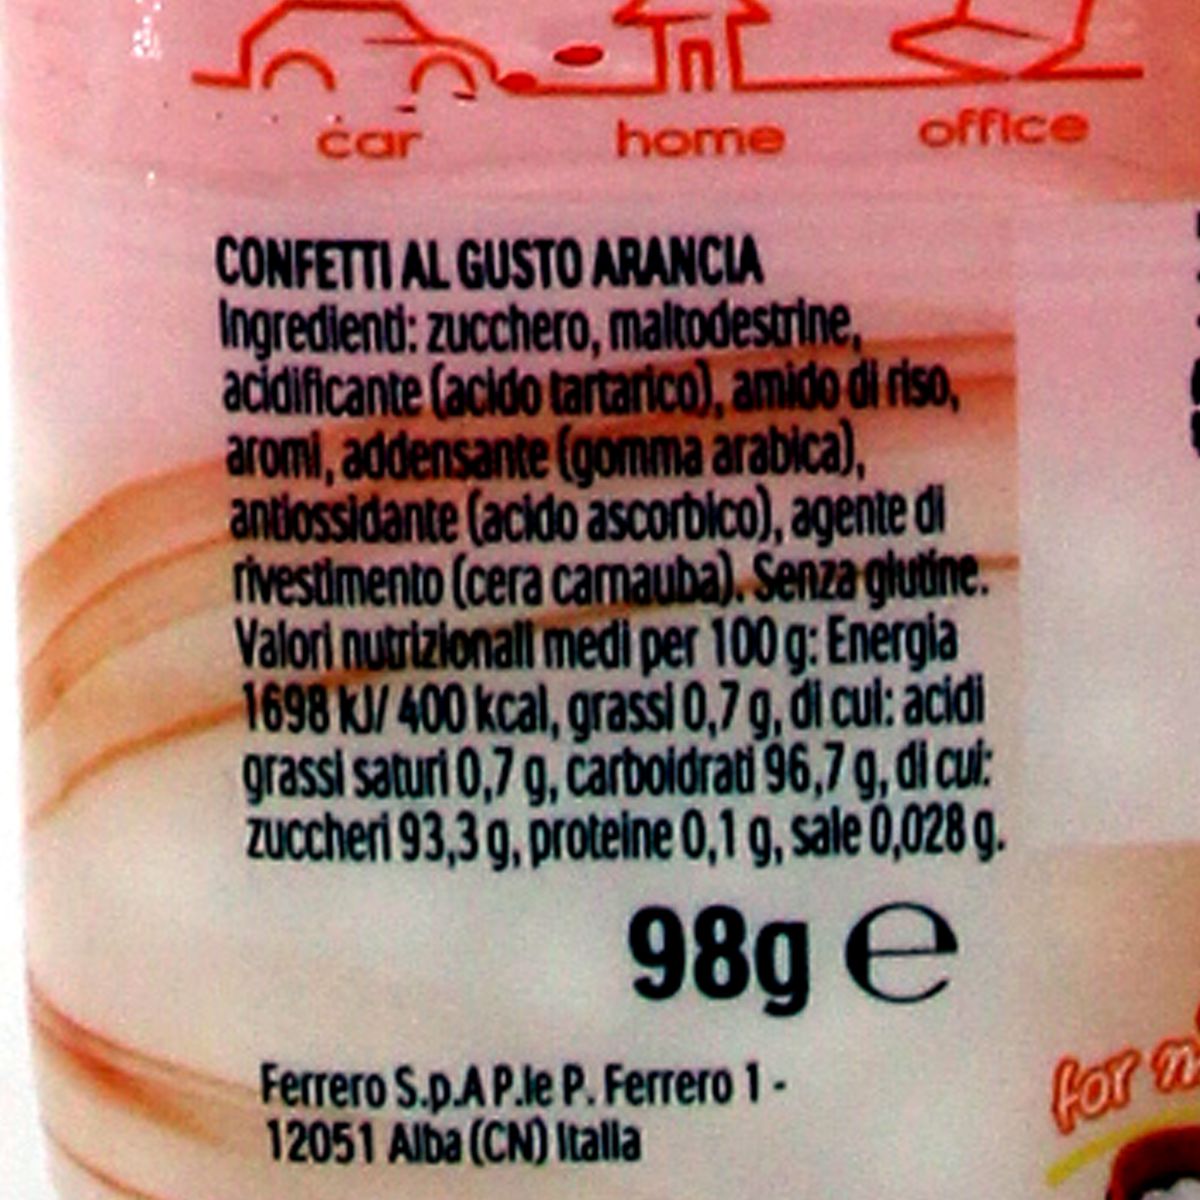 car home office
CONFETTI AL GUSTO ARANCIA
Ingredienti: zucchero, maltodestrine,
acidificante (acido tartarico), amido di riso,
aromi, addensante (gomma arabica),
antiossidante (acido ascorbico), agente di
rivestimento (cera carnauba). Senza glutine.
Valori nutrizionali medi per 100 g: Energia
1698 kJ/ 400 kcal, grassi 0,7 g, di cui: acidi
grassi saturi 0,7 g, carboidrati 96,7 g, di cui:
zuccheri 93,3 g, proteine 0,1 g, sale 0,028 g.
98g ℮
Ferrero S.p.A P.le P. Ferrero 1 -
12051 Alba (CN) Italia
for